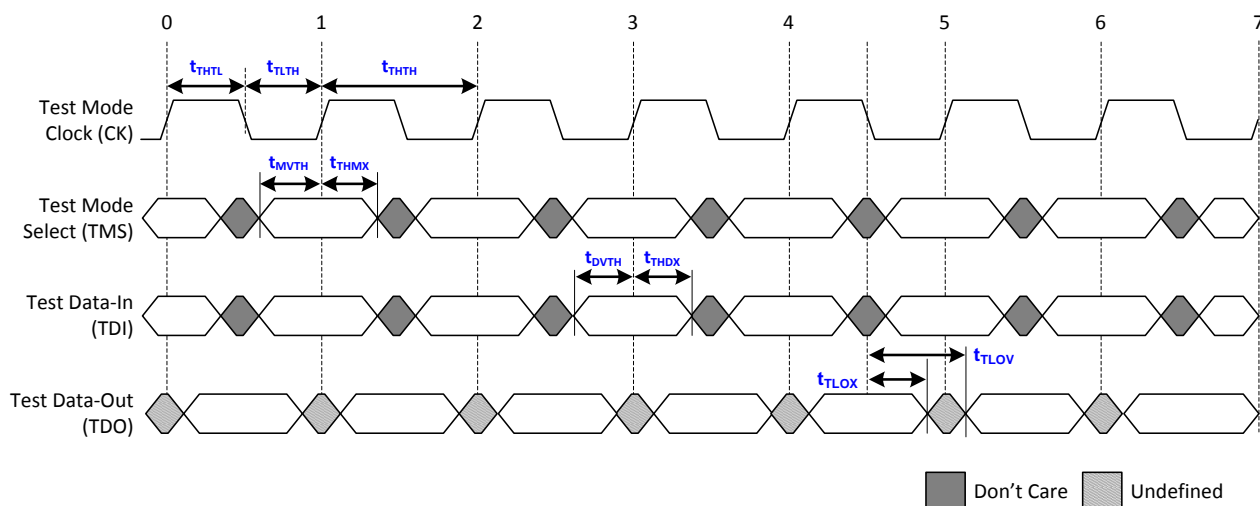 0 1 2 3 4 5 6 7
tTHTL tTLTH tTHTH
Test Mode
Clock (CK)
tMVTH tTHMX
Test Mode
Select (TMS)
tDVTH tTHDX
Test Data-In
(TDI)
tTLOV
tTLOX
Test Data-Out
(TDO)
Don't Care Undefined